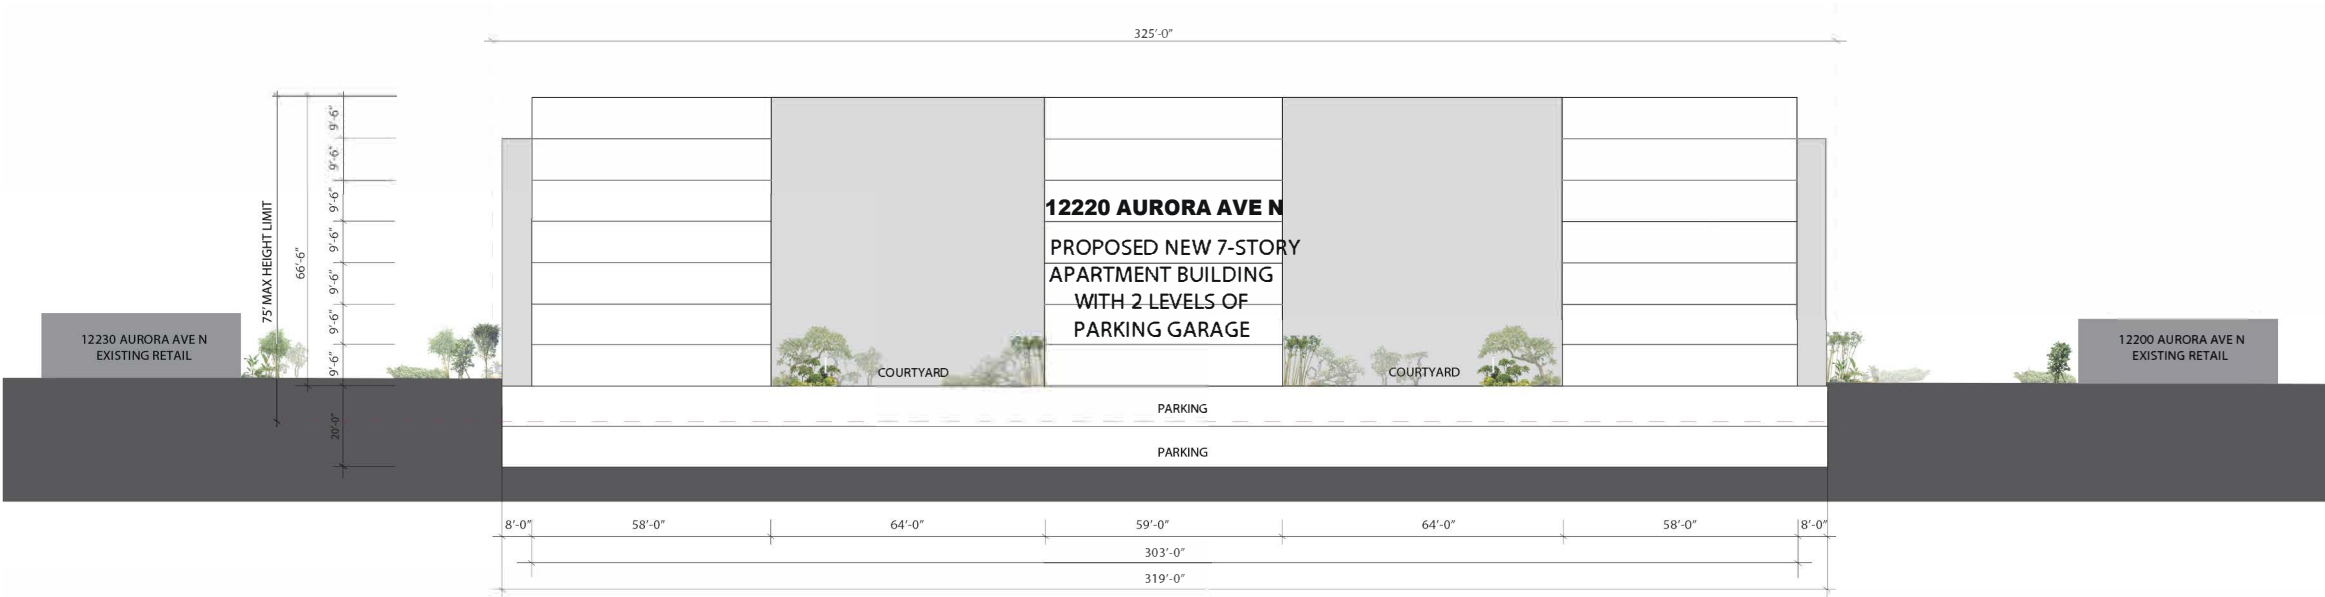 325'-0"
9'-6"
9'-6"
9'-6"
9'-6"
9'-6"
9'-6"
9'-6"
20'-0"
66'-6"
75' MAX HEIGHT LIMIT
12220 AURORA AVE N
PROPOSED NEW 7-STORY
APARTMENT BUILDING
WITH 2 LEVELS OF
PARKING GARAGE
12230 AURORA AVE N
EXISTING RETAIL
12200 AURORA AVE N
EXISTING RETAIL
COURTYARD
COURTYARD
PARKING
PARKING
8'-0"
58'-0"
64'-0"
59'-0"
64'-0"
58'-0"
8'-0"
303'-0"
319'-0"